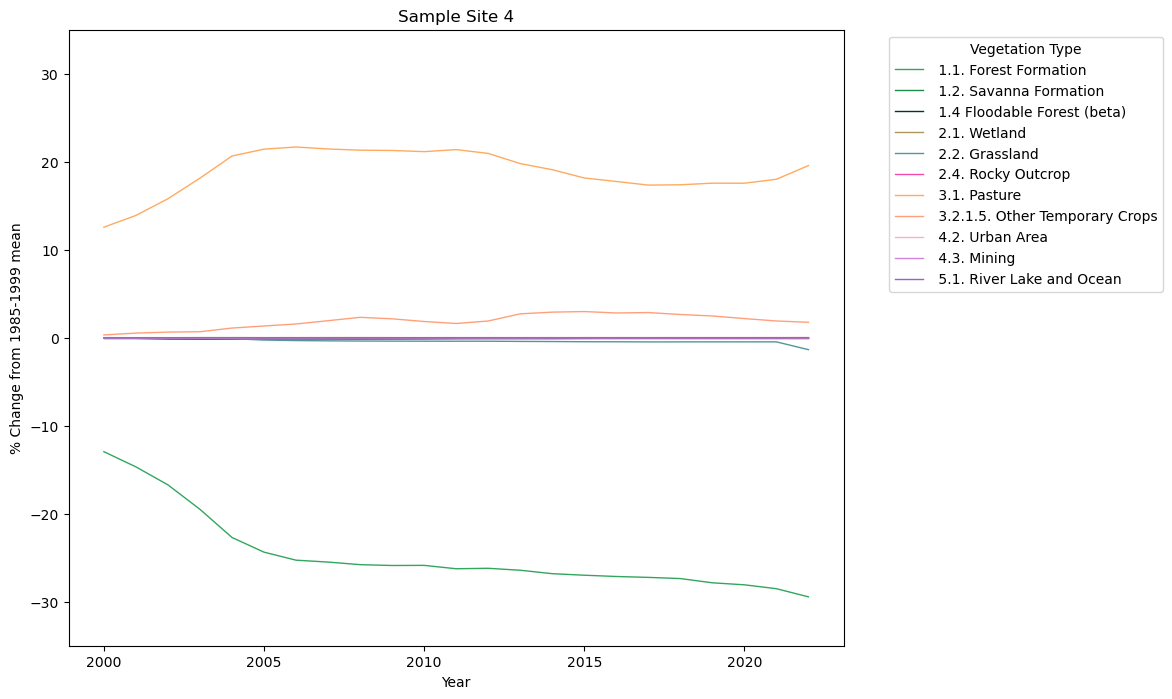 Sample Site 4
% Change from 1985-1999 mean
30
20
10
0
−10
−20
−30
2000
2005
2010
2015
2020
Year
Vegetation Type
1.1. Forest Formation
1.2. Savanna Formation
1.4 Floodable Forest (beta)
2.1. Wetland
2.2. Grassland
2.4. Rocky Outcrop
3.1. Pasture
3.2.1.5. Other Temporary Crops
4.2. Urban Area
4.3. Mining
5.1. River Lake and Ocean